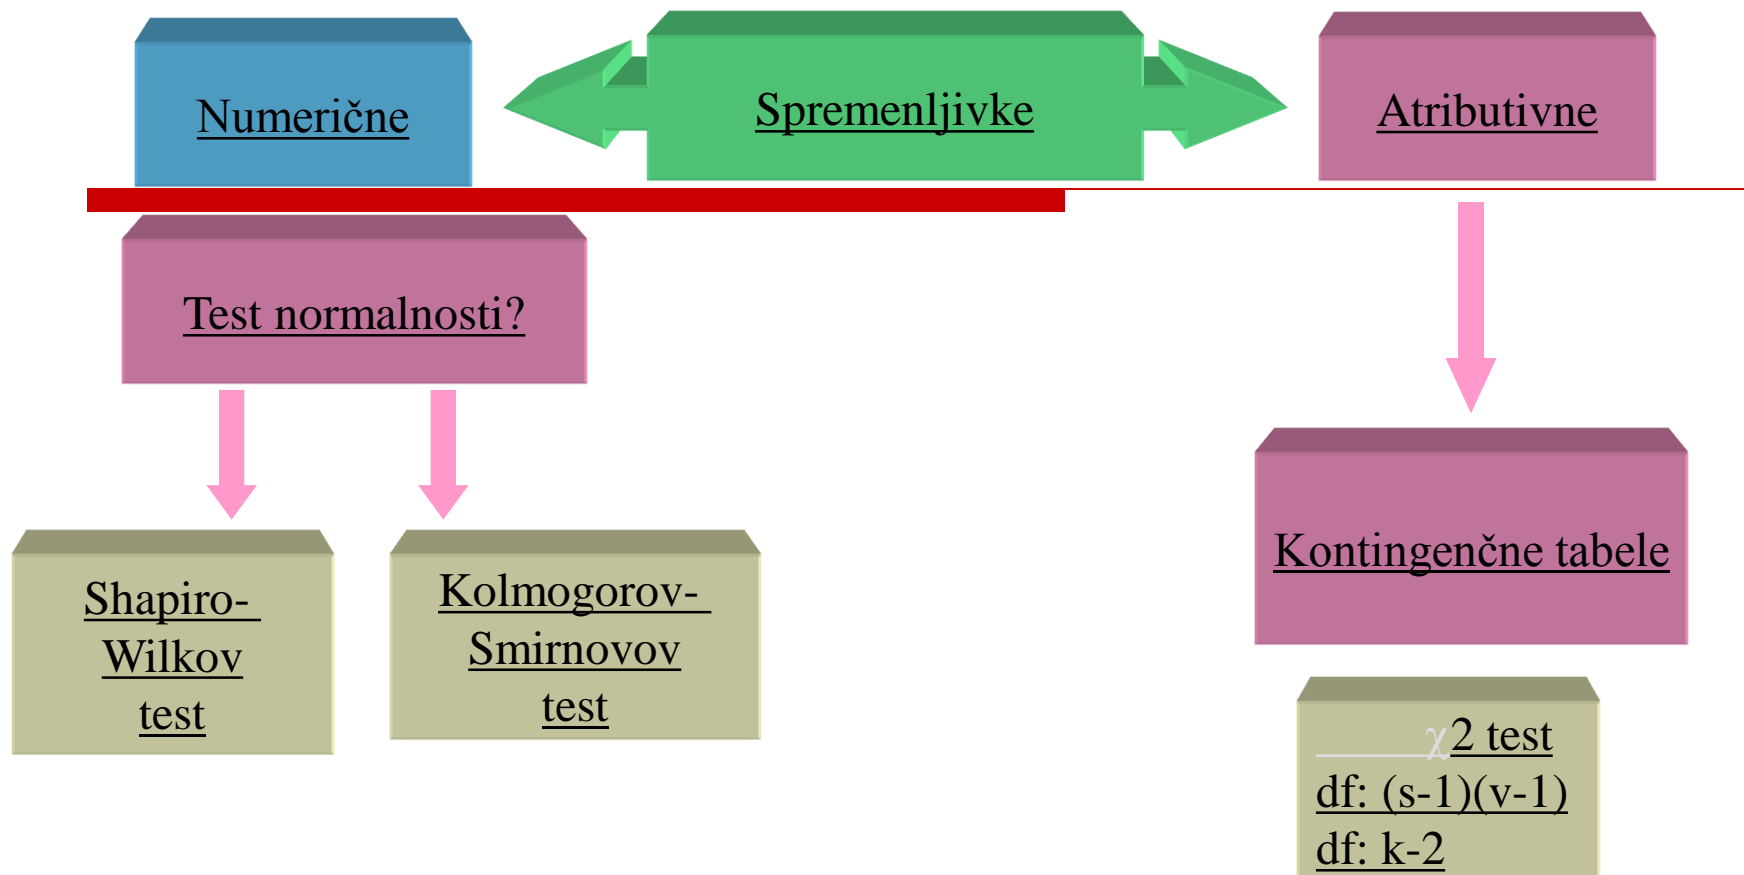 Numerične
Spremenljivke
Atributivne
Test normalnosti?
Shapiro-
Wilkov
test
Kolmogorov-
Smirnovov
test
Kontingenčne tabele
χ2 test
df: (s-1)(v-1)
df: k-2